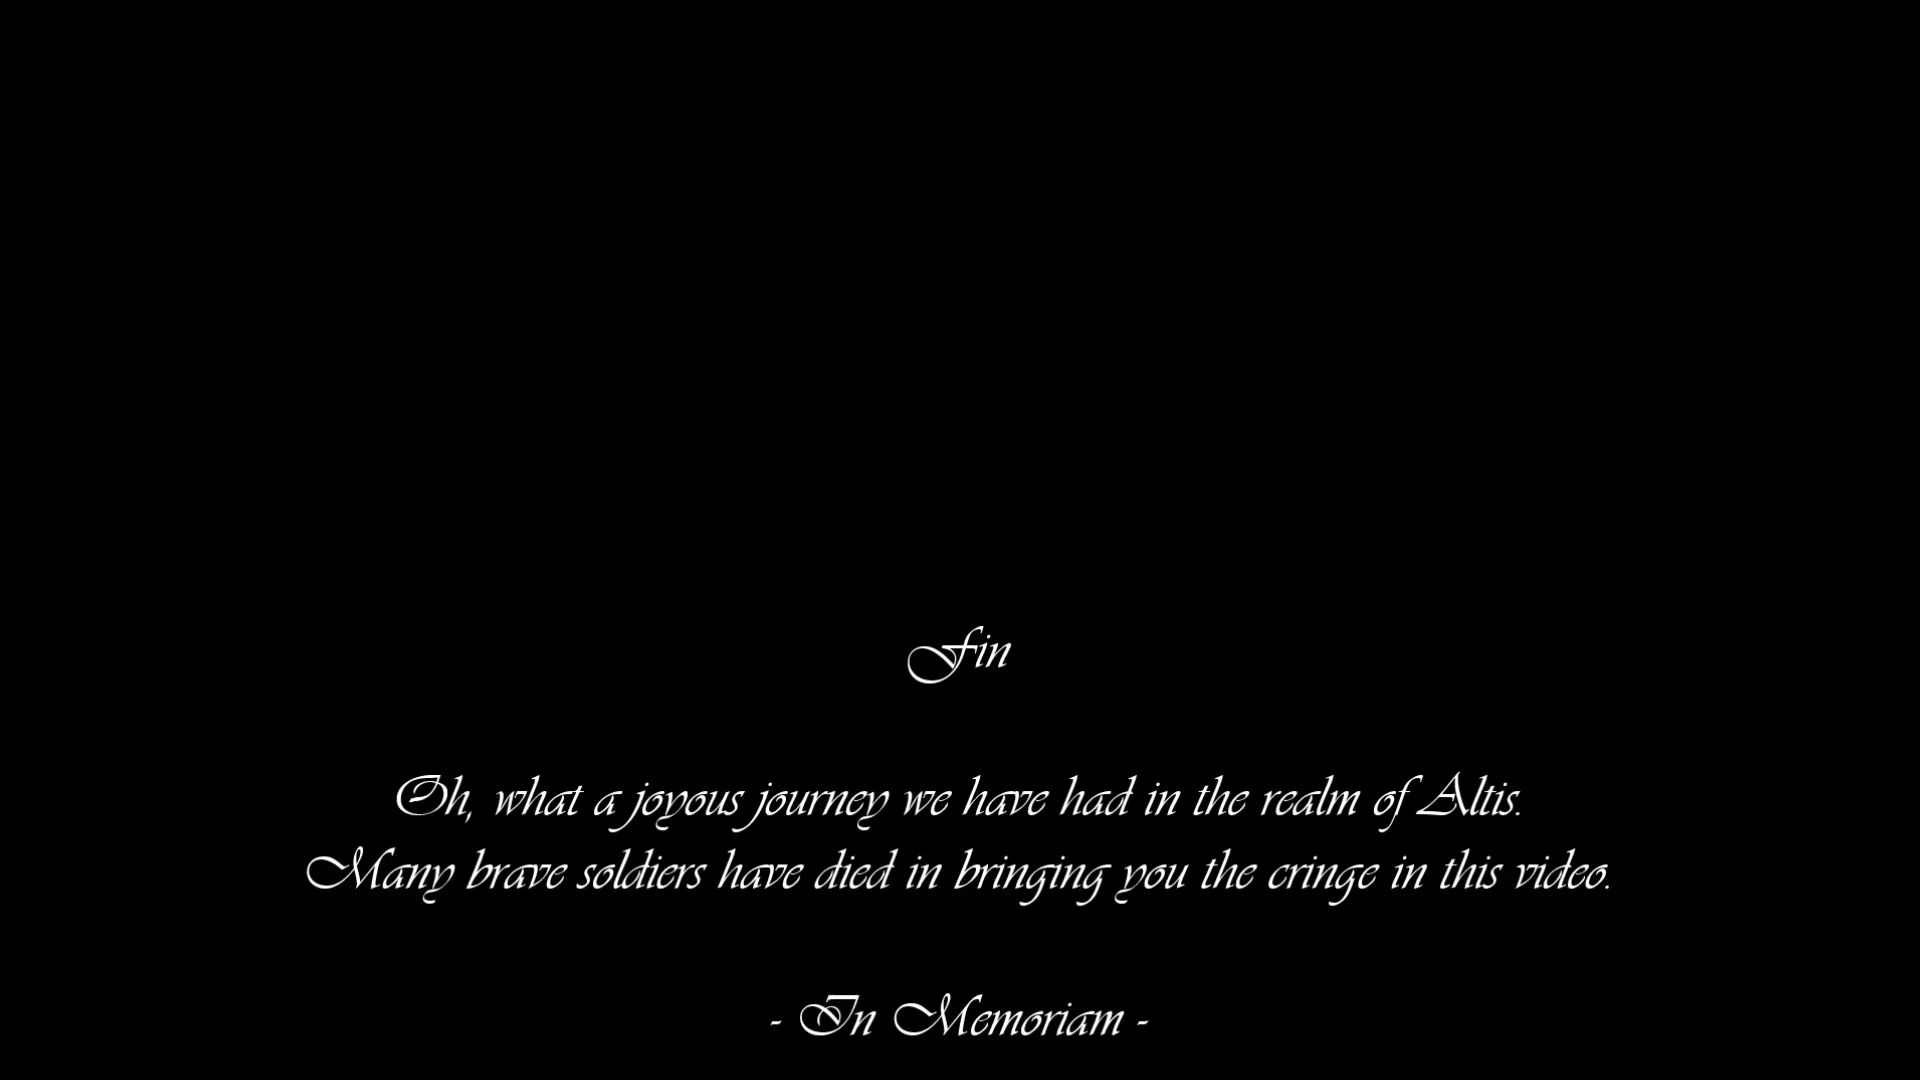 Fin
Oh, what a joyous journey we have had in the realm of Altis.
Many brave soldiers have died in bringing you the cringe in this video.
- In Memoriam -